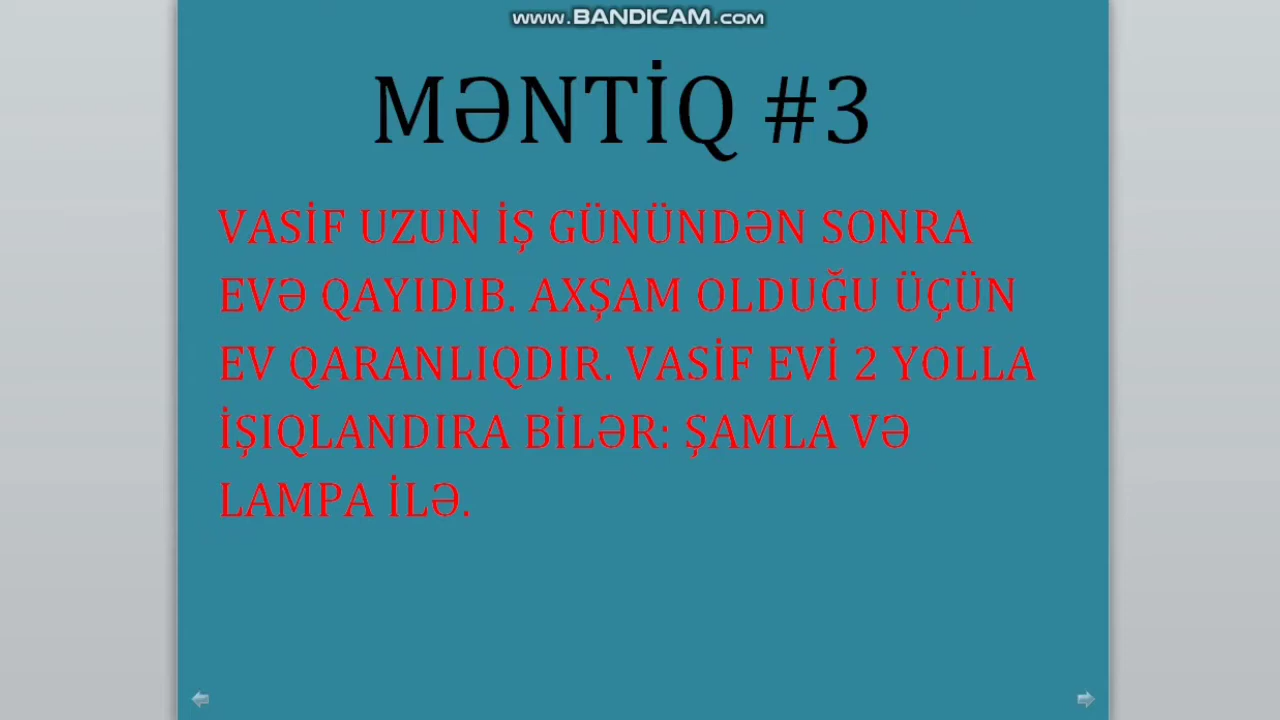 www.BANDICAM.com
MƏNTİQ #3
VASİF UZUN İŞ GÜNÜNDƏN SONRA
EVƏ QAYIDIB. AXŞAM OLDUĞU ÜÇÜN
EV QARANLIQDIR. VASİF EVİ 2 YOLLA
İŞIQLANDIRA BİLƏR: ŞAMLA VƏ
LAMPA İLƏ.